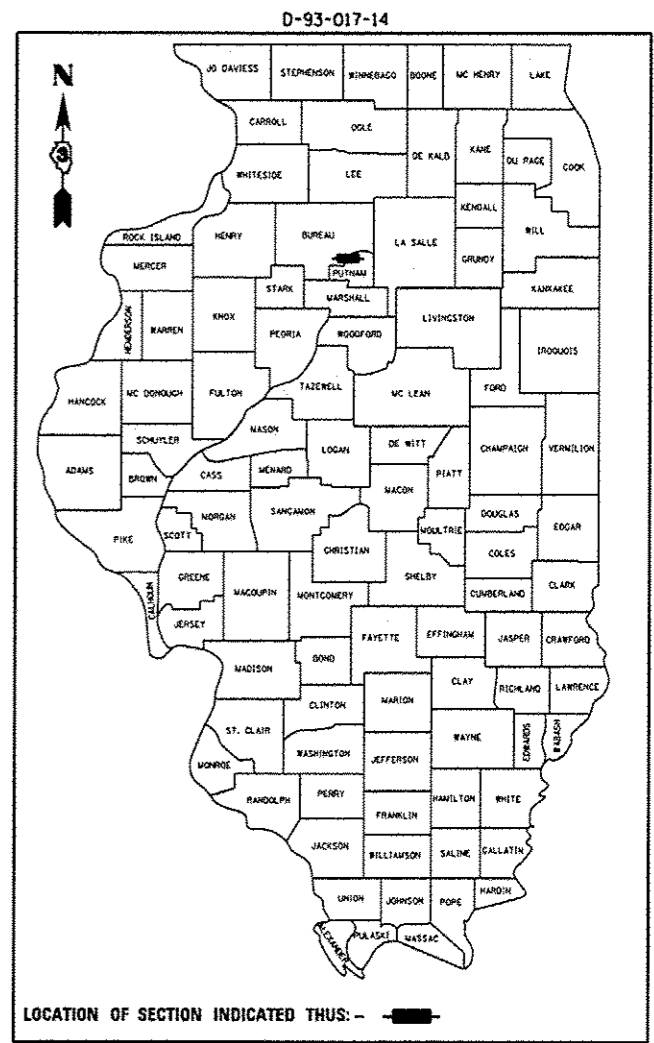 D-93-017-14
N
3
JO DAVIESS STEPHENSON WINNEBAGO BOONE MC HENRY LAKE
CARROLL OGLE
DE KALB KANE DU PAGE COOK
WHITESIDE LEE
KENDALL
ROCK ISLAND HENRY BUREAU LA SALLE WILL
MERCER PUTNAM GRUNDY
STARK MARSHALL KANKAKEE
HENDERSON WARREN KNOX PEORIA WOODFORD LIVINGSTON
IROQUOIS
HANCOCK MC DONOUGH FULTON TAZEWELL MC LEAN FORD
MASON
SCHUYLER LOGAN DE WITT CHAMPAIGN VERMILION
ADAMS BROWN CASS MENARD MACON PIATT
MORGAN SANGAMON DOUGLAS EDGAR
PIKE SCOTT CHRISTIAN MOULTRIE COLES
CALHOUN GREENE MACOUPIN MONTGOMERY SHELBY CUMBERLAND CLARK
JERSEY
FAYETTE EFFINGHAM JASPER CRAWFORD
MADISON BOND CLAY
CLINTON MARION RICHLAND LAWRENCE
ST. CLAIR WAYNE EDWARDS WABASH
WASHINGTON JEFFERSON
MONROE
RANDOLPH PERRY HAMILTON WHITE
FRANKLIN
JACKSON WILLIAMSON SALINE GALLATIN
UNION JOHNSON POPE HARDIN
ALEXANDER PULASKI MASSAC
LOCATION OF SECTION INDICATED THUS: -